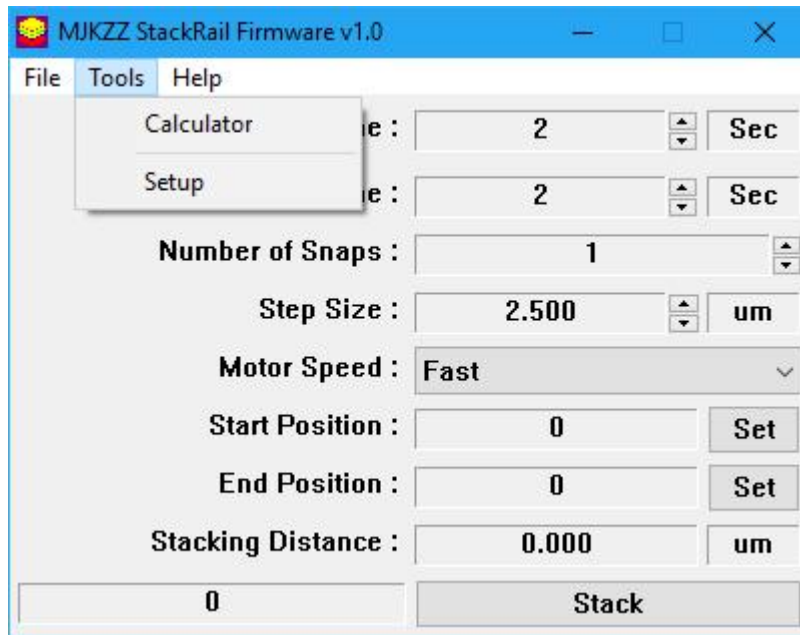 MJKZZ StackRail Firmware v1.0
File Tools Help
Calculator
Setup
e : 2 Sec
e : 2 Sec
Number of Snaps : 1
Step Size : 2.500 um
Motor Speed : Fast
Start Position : 0 Set
End Position : 0 Set
Stacking Distance : 0.000 um
0 Stack